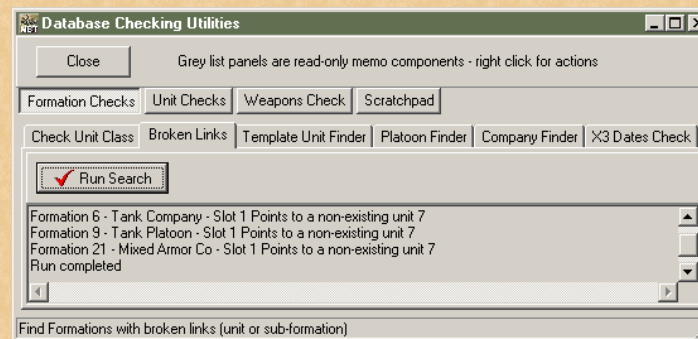 Database Checking Utilities
Close
Grey list panels are read-only memo components - right click for actions
Formation Checks Unit Checks Weapons Check Scratchpad
Check Unit Class Broken Links Template Unit Finder Platoon Finder Company Finder X3 Dates Check
Run Search
Formation 6 - Tank Company - Slot 1 Points to a non-existing unit 7
Formation 9 - Tank Platoon - Slot 1 Points to a non-existing unit 7
Formation 21 - Mixed Armor Co - Slot 1 Points to a non-existing unit 7
Run completed
Find Formations with broken links (unit or sub-formation)